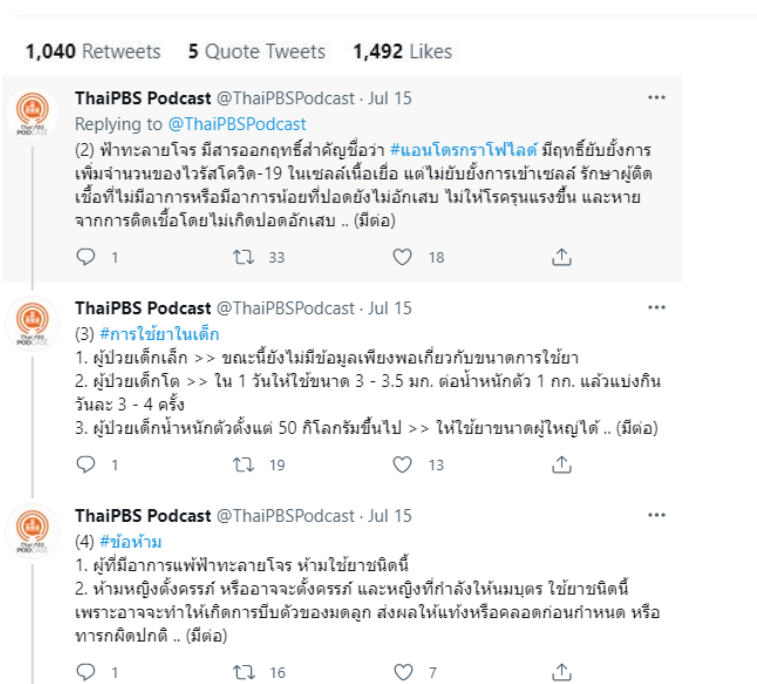 1,040 Retweets 5 Quote Tweets 1,492 Likes
ThaiPBS Podcast @ThaiPBSPodcast · Jul 15
Replying to @ThaiPBSPodcast
(2) ฟ้าทะลายโจร มีสารออกฤทธิ์สำคัญชื่อว่า #แอนโดรกราโฟไลด์ มีฤทธิ์ยับยั้งการ
เพิ่มจำนวนของไวรัสโควิด-19 ในเซลล์เนื้อเยื่อ แต่ไม่ยับยั้งการเข้าเซลล์ รักษาผู้ติด
เชื้อที่ไม่มีอาการหรือมีอาการน้อยที่ปอดยังไม่อักเสบ ไม่ให้โรครุนแรงขึ้น และหาย
จากการติดเชื้อโดยไม่เกิดปอดอักเสบ .. (มีต่อ)
1 33 18
Thai PBS
PODCAST
ThaiPBS Podcast @ThaiPBSPodcast · Jul 15
(3) #การใช้ยาในเด็ก
1. ผู้ป่วยเด็กเล็ก >> ขณะนี้ยังไม่มีข้อมูลเพียงพอเกี่ยวกับขนาดการใช้ยา
2. ผู้ป่วยเด็กโต >> ใน 1 วันให้ใช้ขนาด 3 - 3.5 มก. ต่อน้ำหนักตัว 1 กก. แล้วแบ่งกิน
วันละ 3 - 4 ครั้ง
3. ผู้ป่วยเด็กน้ำหนักตัวตั้งแต่ 50 กิโลกรัมขึ้นไป >> ให้ใช้ยาขนาดผู้ใหญ่ได้ .. (มีต่อ)
1 19 13
Thai PBS
PODCAST
ThaiPBS Podcast @ThaiPBSPodcast · Jul 15
(4) #ข้อห้าม
1. ผู้ที่มีอาการแพ้ฟ้าทะลายโจร ห้ามใช้ยาชนิดนี้
2. ห้ามหญิงตั้งครรภ์ หรืออาจจะตั้งครรภ์ และหญิงที่กำลังให้นมบุตร ใช้ยาชนิดนี้
เพราะอาจจะทำให้เกิดการบีบตัวของมดลูก ส่งผลให้แท้งหรือคลอดก่อนกำหนด หรือ
ทารกผิดปกติ .. (มีต่อ)
1 16 7
Thai PBS
PODCAST